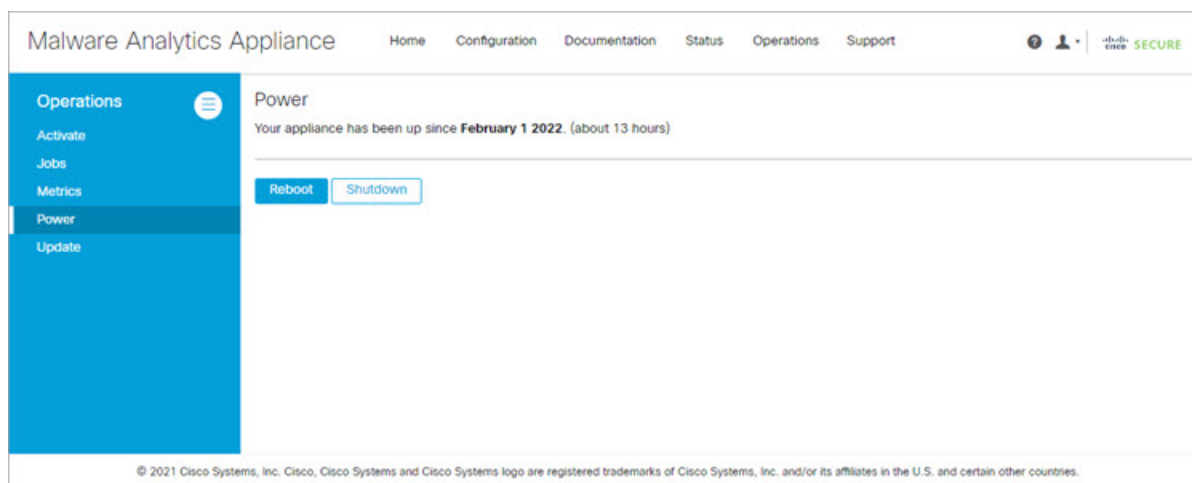 Malware Analytics Appliance
Home Configuration Documentation Status Operations Support
cisco SECURE
Operations
Activate
Jobs
Metrics
Power
Update
Power
Your appliance has been up since February 1 2022. (about 13 hours)
Reboot Shutdown
© 2021 Cisco Systems, Inc. Cisco, Cisco Systems and Cisco Systems logo are registered trademarks of Cisco Systems, Inc. and/or its affiliates in the U.S. and certain other countries.